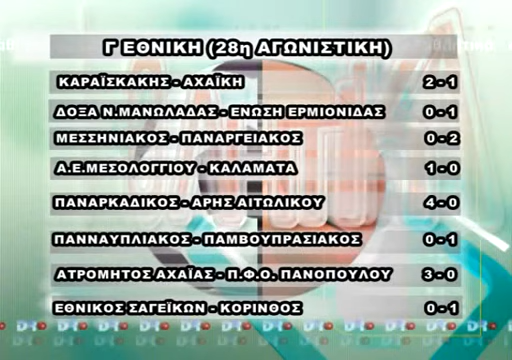 Γ ΕΘΝΙΚΗ (28η ΑΓΩΝΙΣΤΙΚΗ)
ΚΑΡΑΪΣΚΑΚΗΣ - ΑΧΑΪΚΗ 2 - 1
ΔΟΞΑ Ν.ΜΑΝΩΛΑΔΑΣ - ΕΝΩΣΗ ΕΡΜΙΟΝΙΔΑΣ 0 - 1
ΜΕΣΣΗΝΙΑΚΟΣ - ΠΑΝΑΡΓΕΙΑΚΟΣ 0 - 2
Α.Ε.ΜΕΣΟΛΟΓΓΙΟΥ - ΚΑΛΑΜΑΤΑ 1 - 0
ΠΑΝΑΡΚΑΔΙΚΟΣ - ΑΡΗΣ ΑΙΤΩΛΙΚΟΥ 4 - 0
ΠΑΝΝΑΥΠΛΙΑΚΟΣ - ΠΑΜΒΟΥΠΡΑΣΙΑΚΟΣ 0 - 1
ΑΤΡΟΜΗΤΟΣ ΑΧΑΪΑΣ - Π.Φ.Ο. ΠΑΝΟΠΟΥΛΟΥ 3 - 0
ΕΘΝΙΚΟΣ ΣΑΓΕΪΚΩΝ - ΚΟΡΙΝΘΟΣ 0 - 1